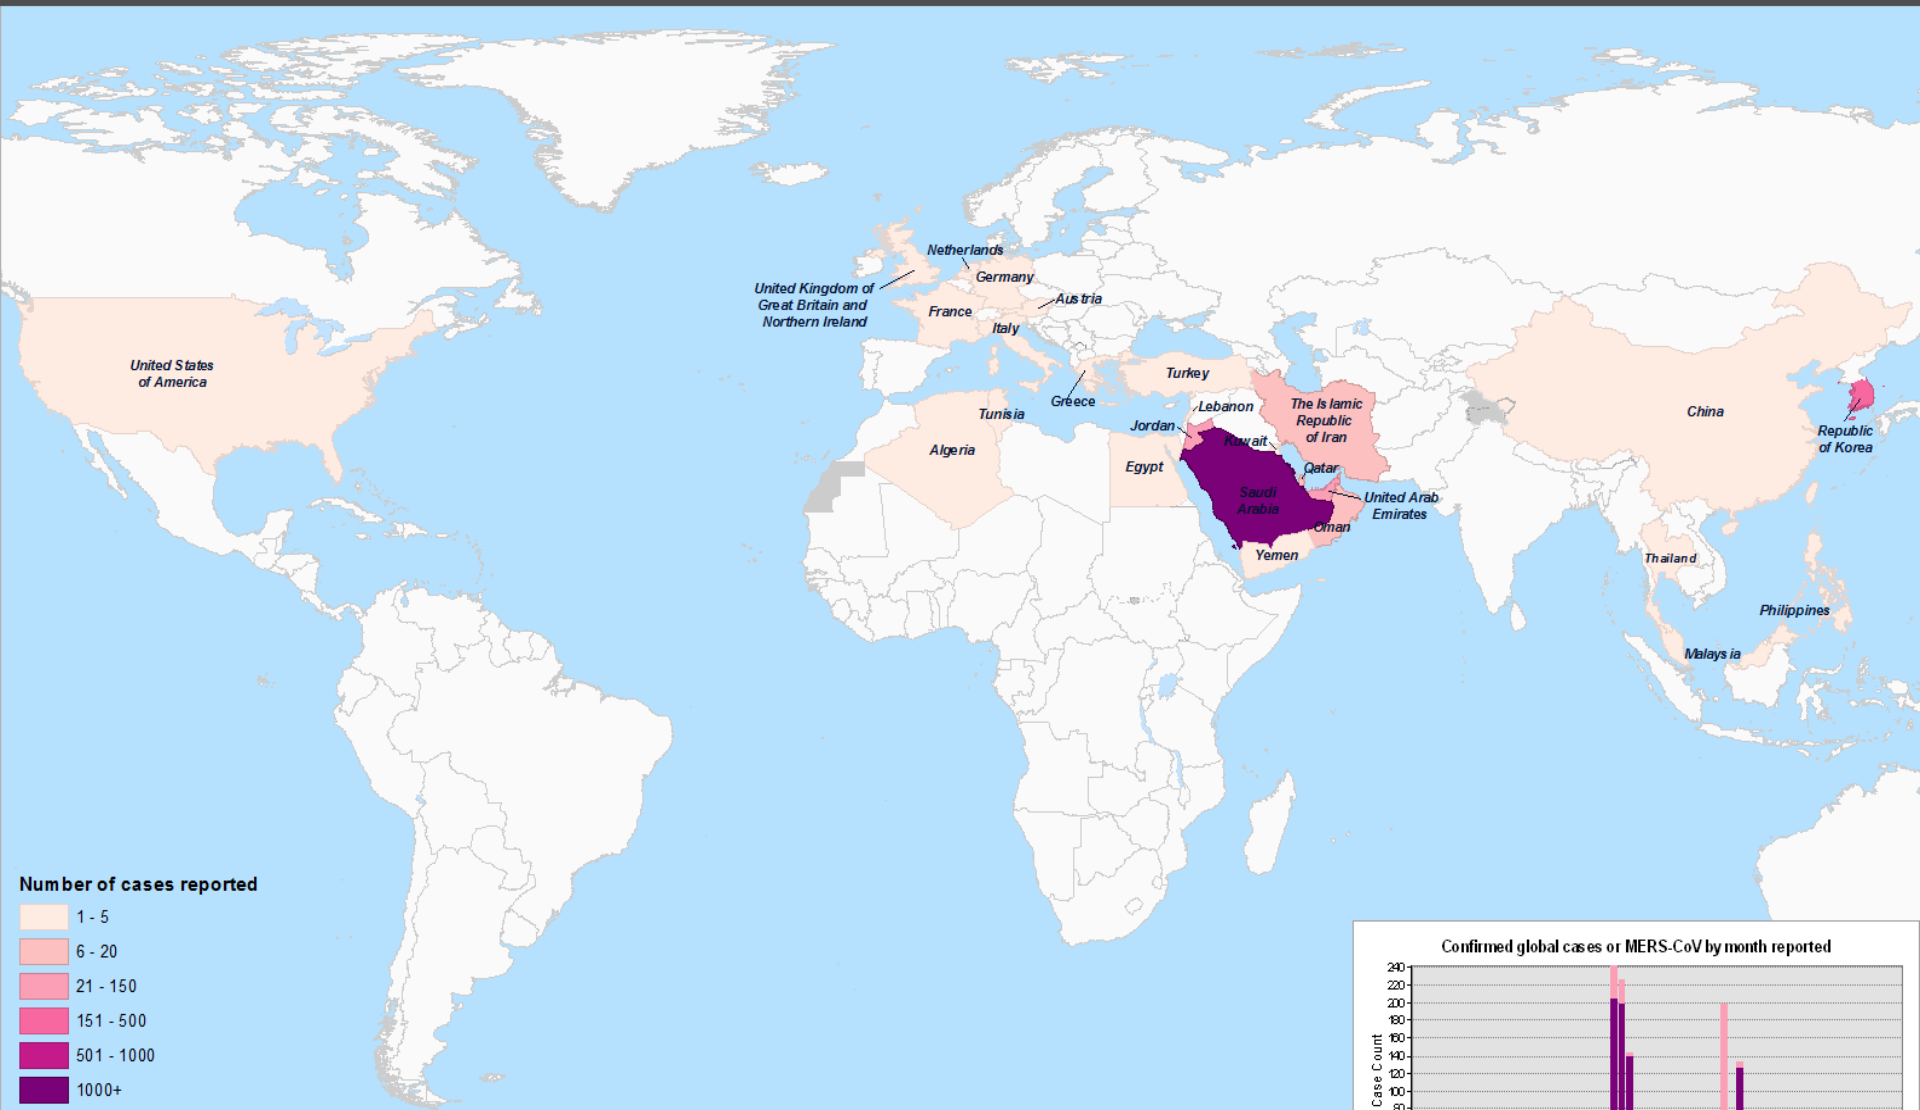 Netherlands
Germany
United Kingdom of
Great Britain and
Northern Ireland
Austria
France
Italy
United States
of America
Turkey
Greece
Tunisia
Lebanon
The Islamic
Republic
of Iran
China
Jordan
Kuwait
Republic
of Korea
Algeria
Egypt
Qatar
Saudi
Arabia
United Arab
Emirates
Oman
Yemen
Thailand
Philippines
Malaysia
Number of cases reported
1 - 5
6 - 20
21 - 150
151 - 500
501 - 1000
1000+
Confirmed global cases or MERS-CoV by month reported
240
220
200
180
160
140
120
100
80
Case Count